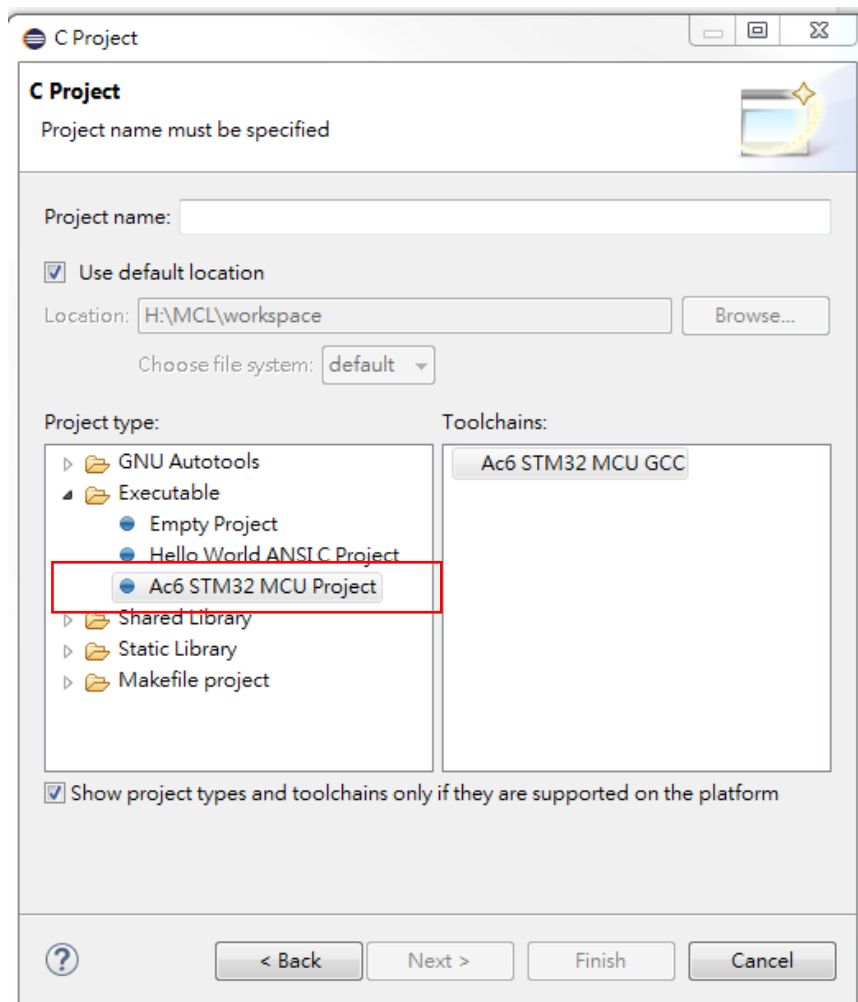 C Project
C Project
Project name must be specified
Project name:
Use default location
Location: H:\MCL\workspace Browse...
Choose file system: default
Project type: Toolchains:
GNU Autotools Ac6 STM32 MCU GCC
Executable
Empty Project
Hello World ANSI C Project
Ac6 STM32 MCU Project
Shared Library
Static Library
Makefile project
Show project types and toolchains only if they are supported on the platform
? < Back Next > Finish Cancel